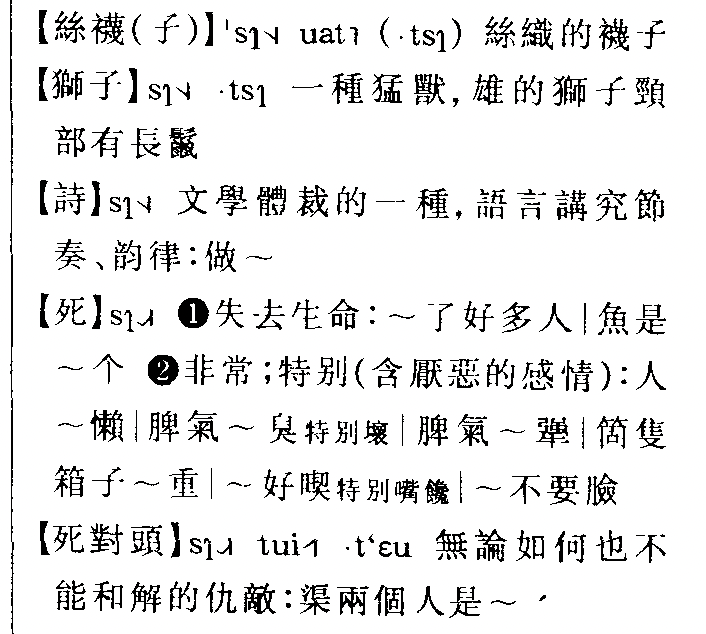 【絲襪(子)】ˈsɿ˦˨ uat˥ (·tsɿ) 絲織的襪子
【獅子】sɿ˦˨ ·tsɿ 一種猛獸，雄的獅子頸
部有長鬣
【詩】sɿ˦˨ 文學體裁的一種，語言講究節
奏、韵律：做～
【死】sɿ˨˩˧ ❶失去生命：～了好多人|魚是
～个 ❷非常；特别(含厭惡的感情)：人
～懶|脾氣～臭特别壞|脾氣～犟|箇隻
箱子～重|～好喫特别嘴饞|～不要臉
【死對頭】sɿ˨˩˧ tui˦˥ ·t‘ɛu 無論如何也不
能和解的仇敵：渠兩個人是～